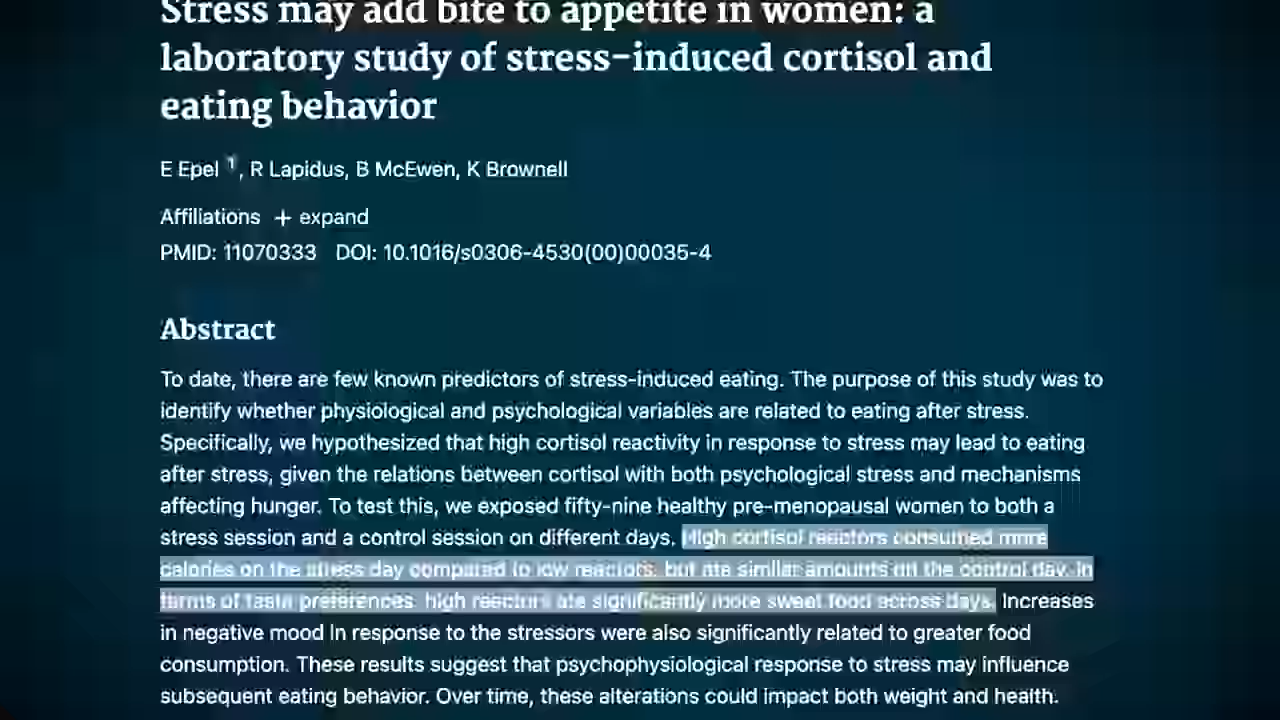 Stress may add bite to appetite in women: a
laboratory study of stress-induced cortisol and
eating behavior
E Epel 1, R Lapidus, B McEwen, K Brownell
Affiliations + expand
PMID: 11070333 DOI: 10.1016/s0306-4530(00)00035-4
Abstract
To date, there are few known predictors of stress-induced eating. The purpose of this study was to
identify whether physiological and psychological variables are related to eating after stress.
Specifically, we hypothesized that high cortisol reactivity in response to stress may lead to eating
after stress, given the relations between cortisol with both psychological stress and mechanisms
affecting hunger. To test this, we exposed fifty-nine healthy pre-menopausal women to both a
stress session and a control session on different days. High cortisol reactors consumed more
calories on the stress day compared to low reactors, but ate similar amounts on the control day. In
terms of taste preferences, high reactors ate significantly more sweet food across days. Increases
in negative mood In response to the stressors were also significantly related to greater food
consumption. These results suggest that psychophysiological response to stress may influence
subsequent eating behavior. Over time, these alterations could impact both weight and health.